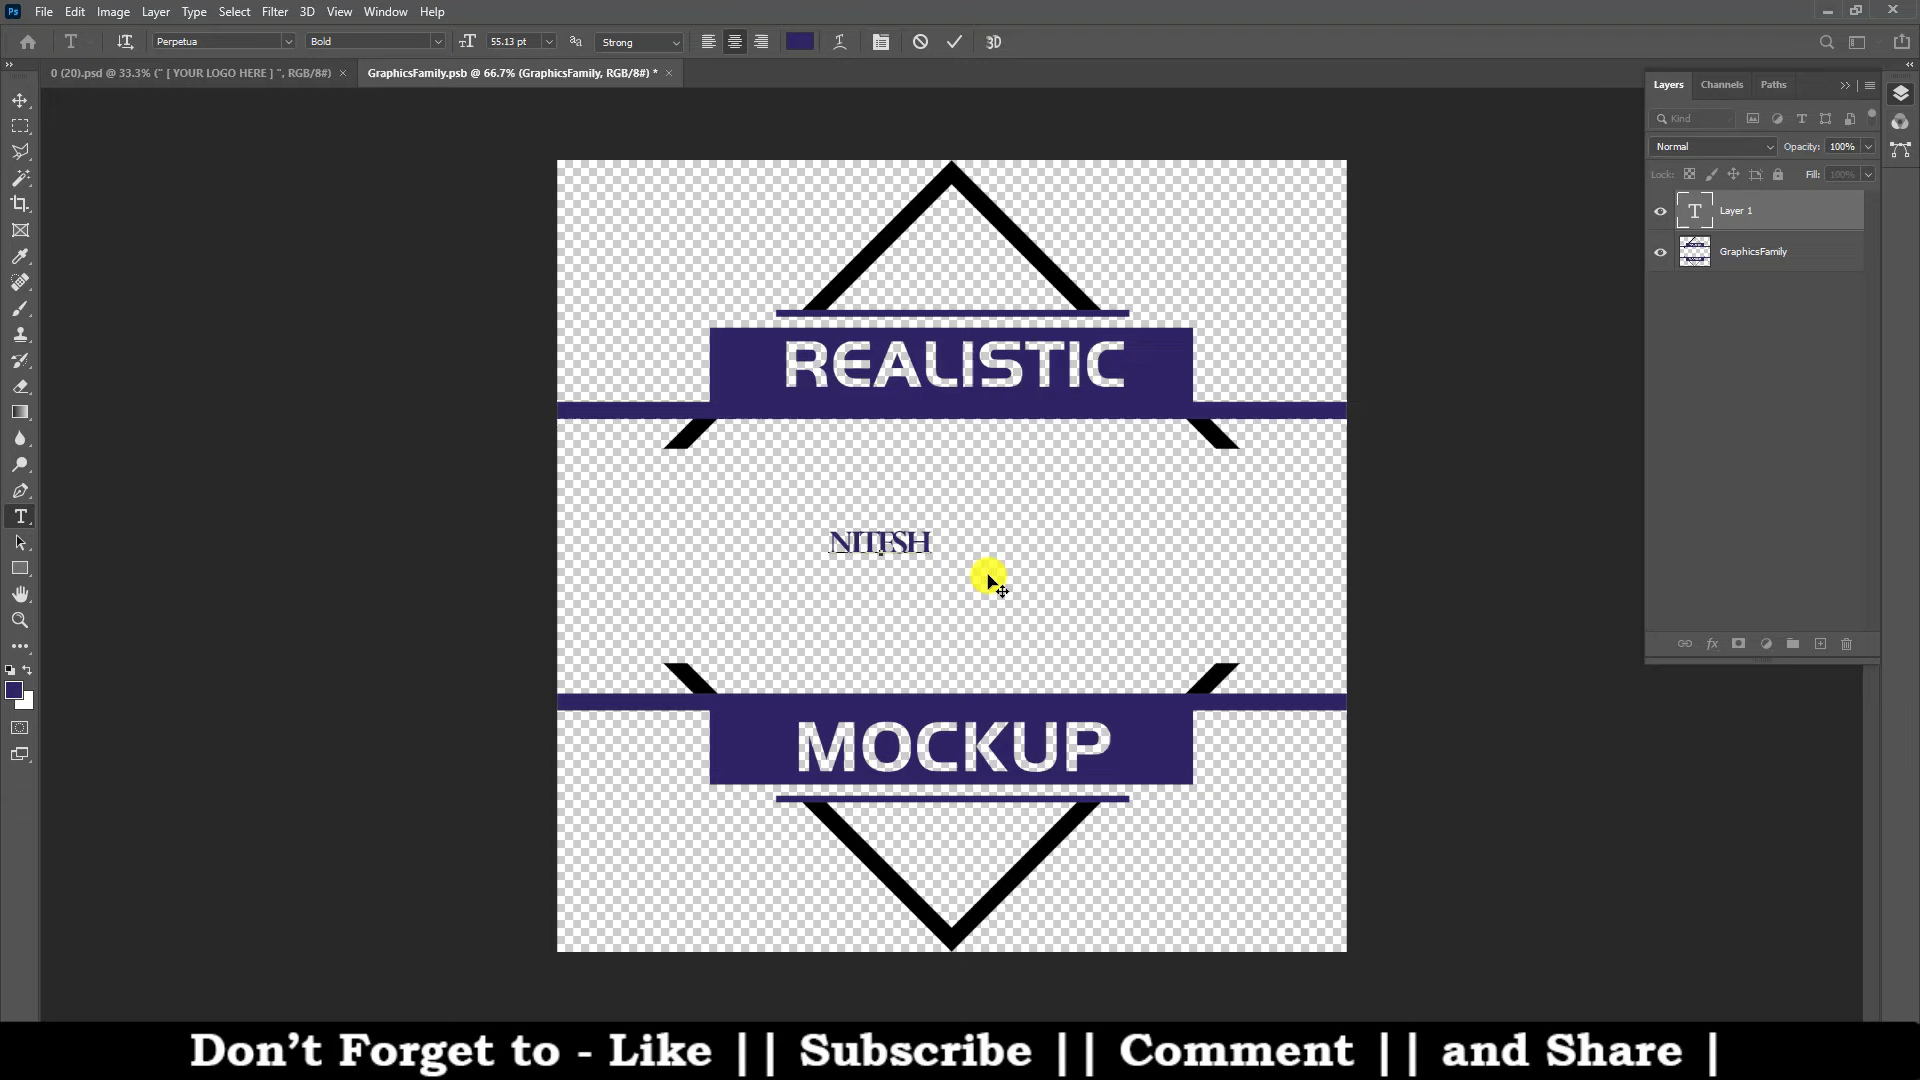 Ps File Edit Image Layer Type Select Filter 3D View Window Help
T Perpetua Bold 55.13 pt Strong 3D
0 (20).psd @ 33.3% (" [ YOUR LOGO HERE ] ", RGB/8#) × GraphicsFamily.psb @ 66.7% (GraphicsFamily, RGB/8#) * ×
Layers Channels Paths
Kind
Normal Opacity: 100%
Lock: Fill: 100%
T Layer 1
GraphicsFamily
fx
REALISTIC
NITESH
MOCKUP
Don't Forget to - Like || Subscribe || Comment || and Share |